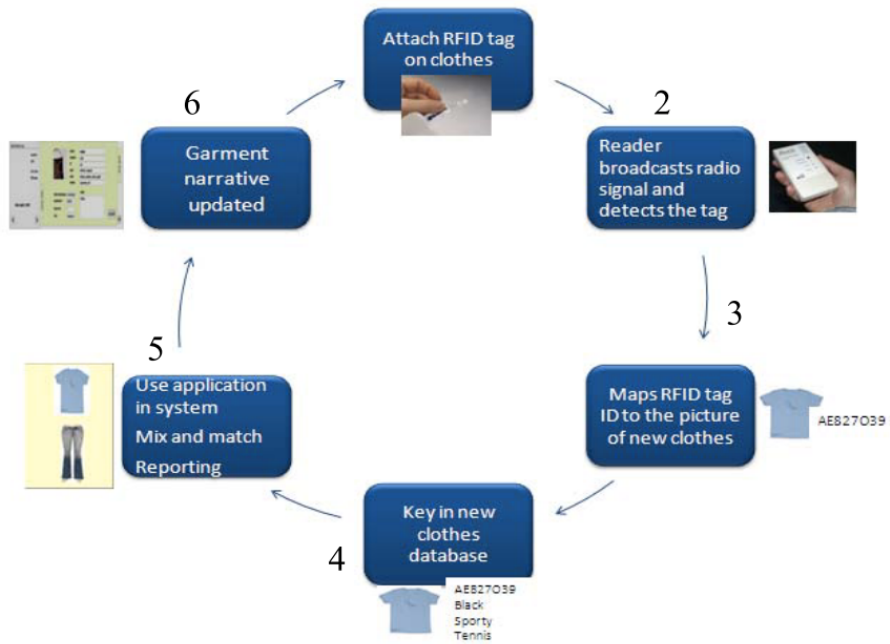 Attach RFID tag
on clothes
2
Reader
broadcasts radio
signal and
detects the tag
3
Maps RFID tag
ID to the picture
of new clothes
AE827O39
Key in new
clothes
database
4
AE827O39
Black
Sporty
Tennis
5
Use application
in system
Mix and match
Reporting
6
Garment
narrative
updated